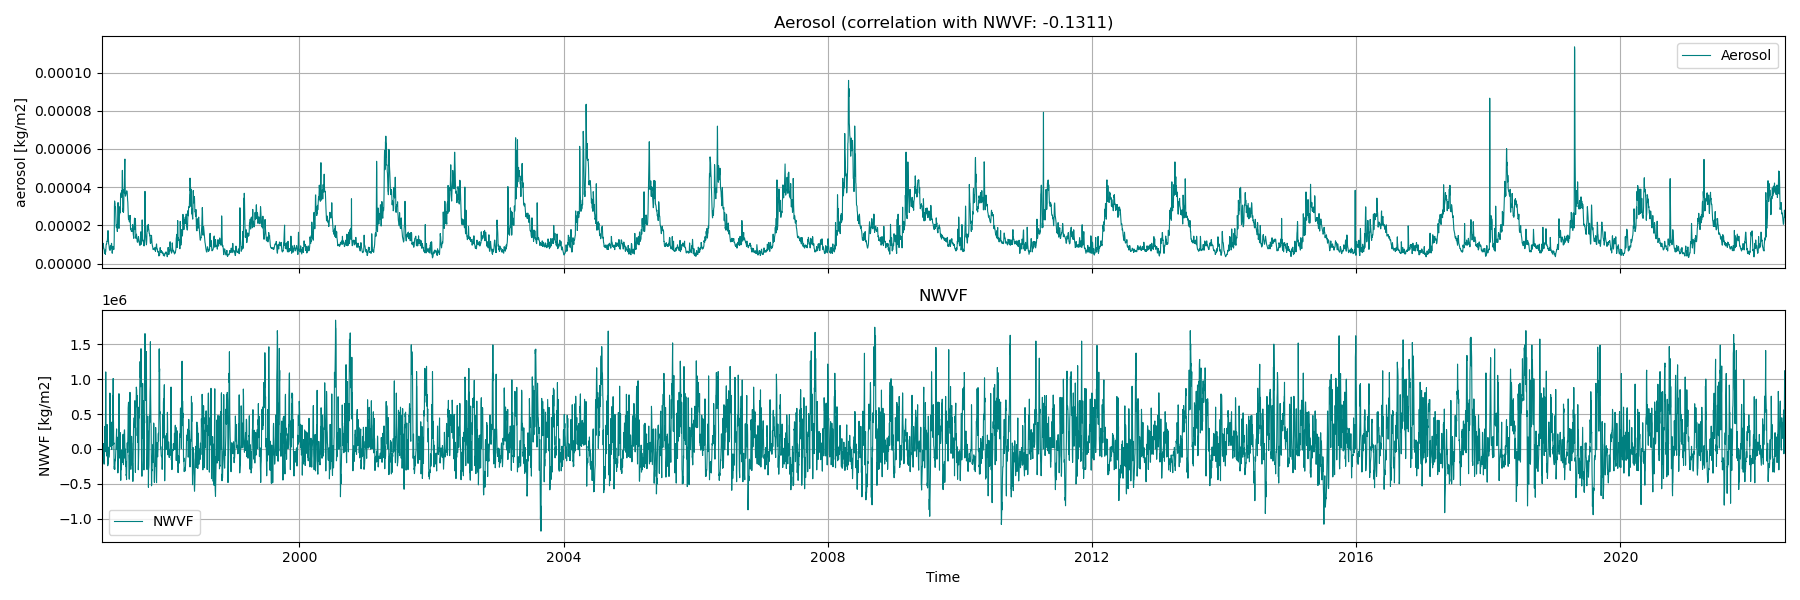 Aerosol (correlation with NWVF: -0.1311)
aerosol [kg/m2]
0.00010
0.00008
0.00006
0.00004
0.00002
0.00000
Aerosol
NWVF
1e6
NWVF [kg/m2]
1.5
1.0
0.5
0.0
−0.5
−1.0
NWVF
2000 2004 2008 2012 2016 2020
Time